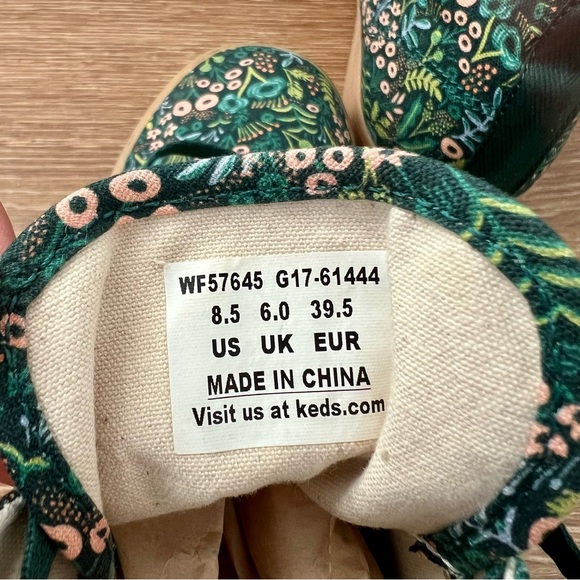 WF57645 G17-61444
8.5 6.0 39.5
US UK EUR
MADE IN CHINA
Visit us at keds.com